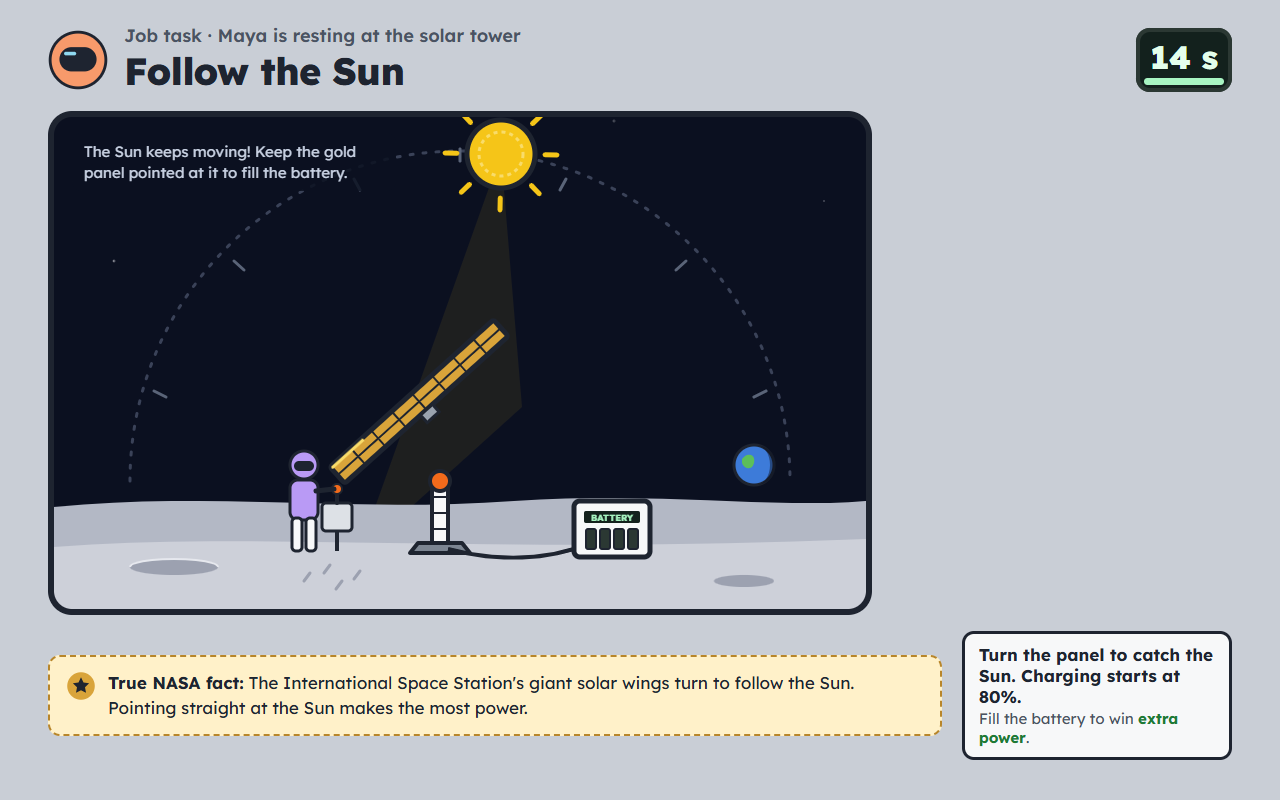 Job task · Maya is resting at the solar tower
Follow the Sun
14 s
The Sun keeps moving! Keep the gold
panel pointed at it to fill the battery.
BATTERY
True NASA fact: The International Space Station's giant solar wings turn to follow the Sun.
Pointing straight at the Sun makes the most power.
Turn the panel to catch the
Sun. Charging starts at
80%.
Fill the battery to win extra
power.